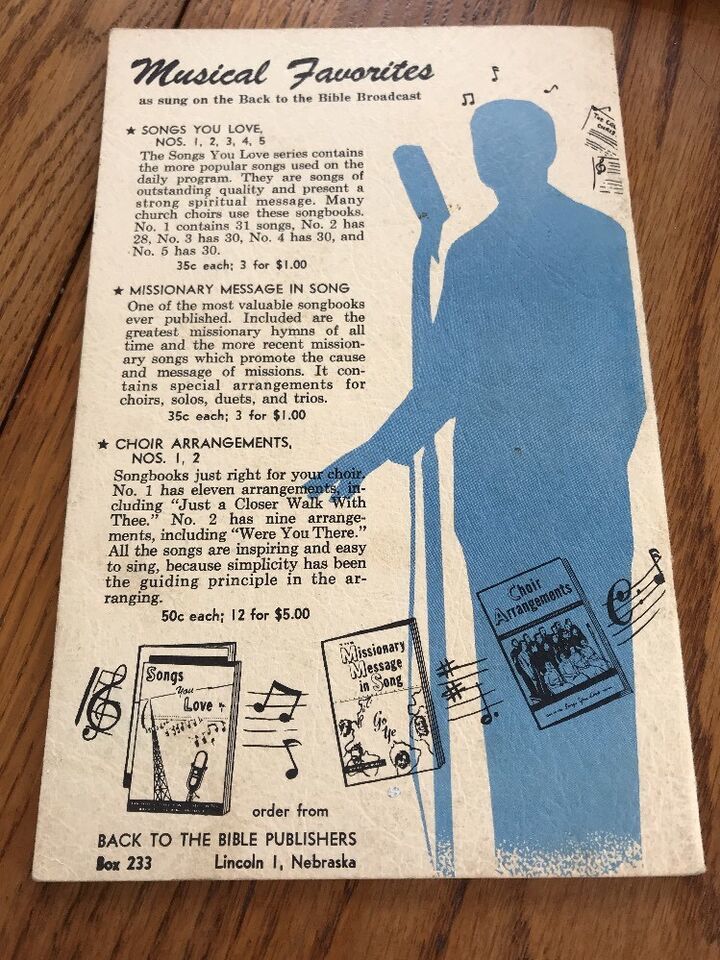 Musical Favorites
as sung on the Back to the Bible Broadcast
★ SONGS YOU LOVE,
NOS. 1, 2, 3, 4, 5
The Songs You Love series contains
the more popular songs used on the
daily program. They are songs of
outstanding quality and present a
strong spiritual message. Many
church choirs use these songbooks.
No. 1 contains 31 songs, No. 2 has
28, No. 3 has 30, No. 4 has 30, and
No. 5 has 30.
35c each; 3 for $1.00
★ MISSIONARY MESSAGE IN SONG
One of the most valuable songbooks
ever published. Included are the
greatest missionary hymns of all
time and the more recent mission-
ary songs which promote the cause
and message of missions. It con-
tains special arrangements for
choirs, solos, duets, and trios.
35c each; 3 for $1.00
★ CHOIR ARRANGEMENTS,
NOS. 1, 2
Songbooks just right for your choir.
No. 1 has eleven arrangements, in-
cluding “Just a Closer Walk With
Thee.” No. 2 has nine arrange-
ments, including “Were You There.”
All the songs are inspiring and easy
to sing, because simplicity has been
the guiding principle in the ar-
ranging.
50c each; 12 for $5.00
Choir
Arrangements
Missionary
Message
in Song
Go Ye
Songs
You
Love
order from
BACK TO THE BIBLE PUBLISHERS
Box 233 Lincoln 1, Nebraska